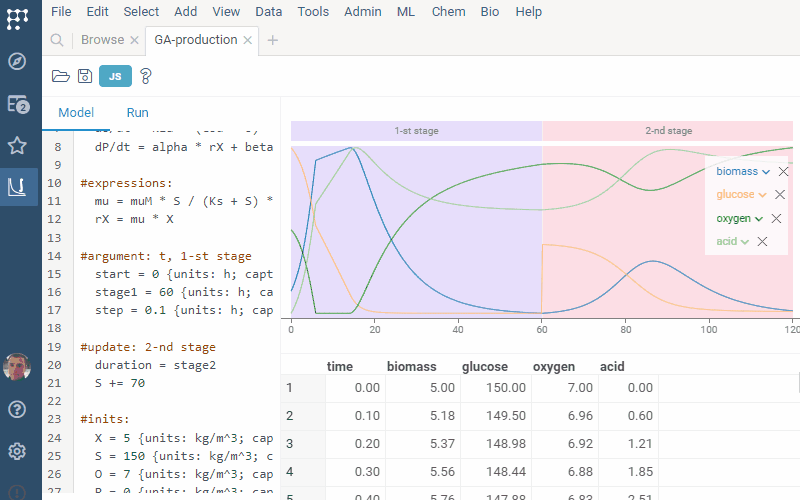 File Edit Select Add View Data Tools Admin ML Chem Bio Help
Browse GA-production
2
JS
Model Run
8 dP/dt = alpha * rX + beta
9
10 #expressions:
11 mu = muM * S / (Ks + S) *
12 rX = mu * X
13
14 #argument: t, 1-st stage
15 start = 0 {units: h; capt
16 stage1 = 60 {units: h; ca
17 step = 0.1 {units: h; capt
18
19 #update: 2-nd stage
20 duration = stage2
21 S += 70
22
23 #inits:
24 X = 5 {units: kg/m^3; cap
25 S = 150 {units: kg/m^3; c
26 O = 7 {units: kg/m^3; cap
27 P = 0 {units: kg/m^3; cap
1-st stage 2-nd stage
biomass
glucose
oxygen
acid
0 20 40 60 80 100 120
time biomass glucose oxygen acid
1 0.00 5.00 150.00 7.00 0.00
2 0.10 5.18 149.50 6.96 0.60
3 0.20 5.37 148.98 6.92 1.21
4 0.30 5.56 148.44 6.88 1.85
5 0.40 5.76 147.88 6.83 2.51